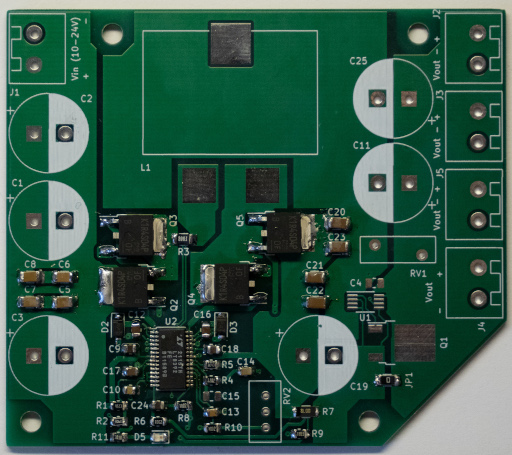 J2
Vin (10-24V)
- +
- +
Vout
J1
C2
C25
J3
- +
Vout
C1
L1
C11
J5
- +
Vout
Q3
Q5
C20
C23
R3
RV1
C8 C6
C7 C5
Q2
Q4
C21
C22
C4
Vout
+ -
J4
U1
Q1
C3
D2
C12
U2
C16
D3
C9
C18
C17
R5
C14
R4
C10
C15
C19
JP1
R1
C24
C13
RV2
R7
R2
R6
R8
R10
R9
R11
D5